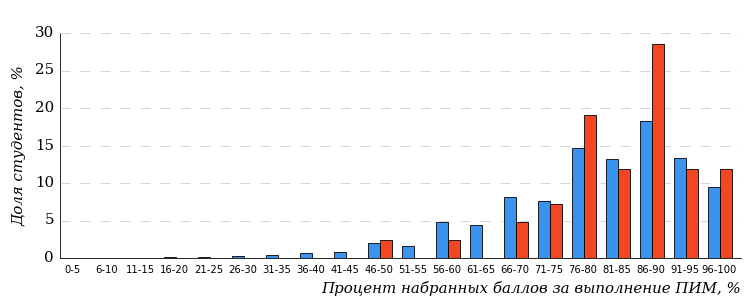 Доля студентов, %
30
25
20
15
10
5
0
0-5 6-10 11-15 16-20 21-25 26-30 31-35 36-40 41-45 46-50 51-55 56-60 61-65 66-70 71-75 76-80 81-85 86-90 91-95 96-100
Процент набранных баллов за выполнение ПИМ, %